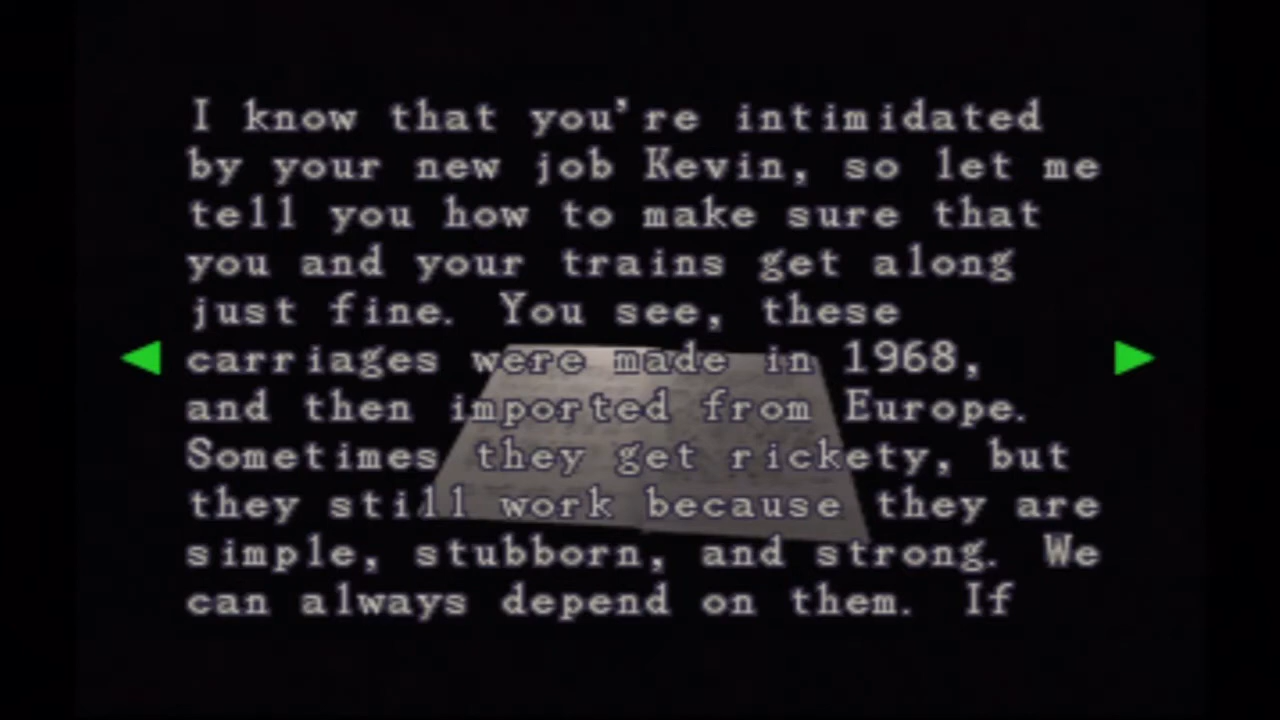 I know that you're intimidated
by your new job Kevin, so let me
tell you how to make sure that
you and your trains get along
just fine. You see, these
carriages were made in 1968,
and then imported from Europe.
Sometimes they get rickety, but
they still work because they are
simple, stubborn, and strong. We
can always depend on them. If